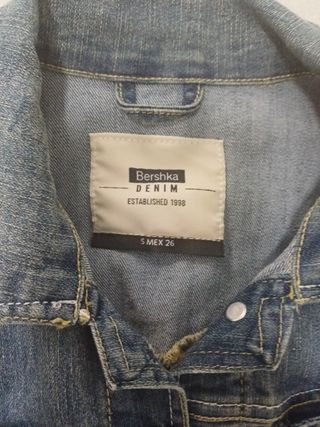 Bershka
DENIM
ESTABLISHED 1998
S MEX 26